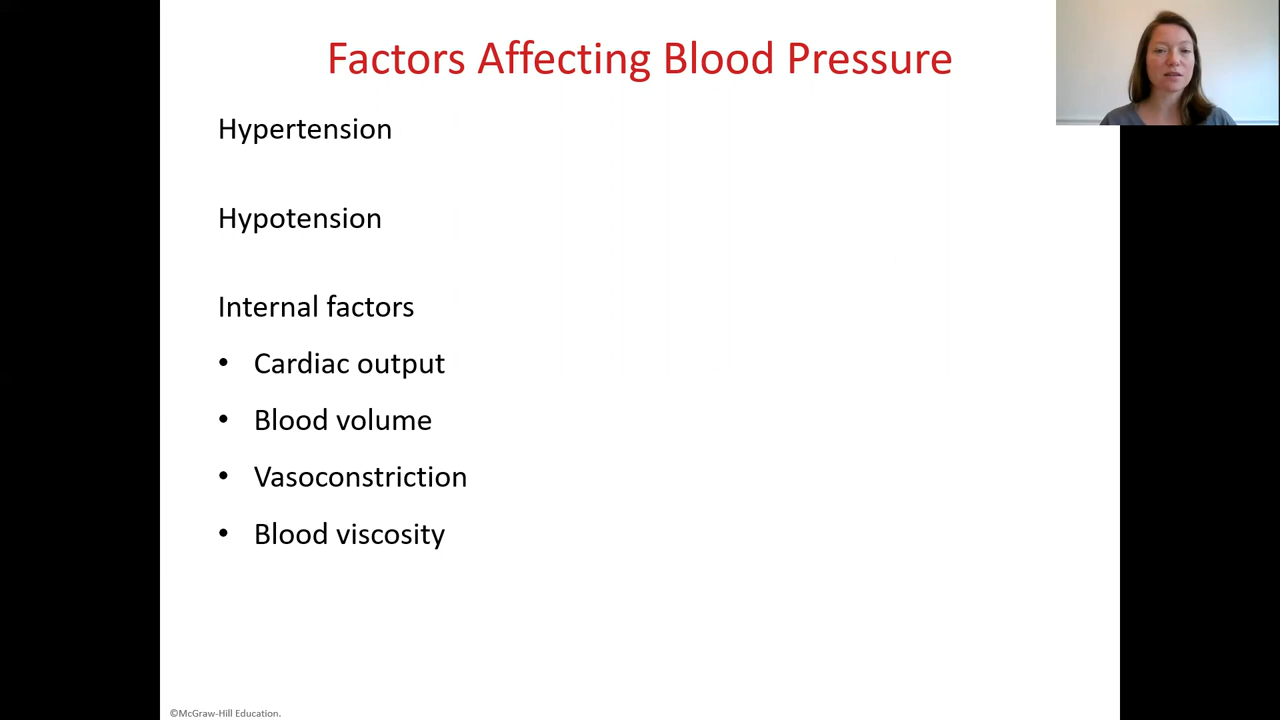 Factors Affecting Blood Pressure
Hypertension
Hypotension
Internal factors
• Cardiac output
• Blood volume
• Vasoconstriction
• Blood viscosity
©McGraw-Hill Education.